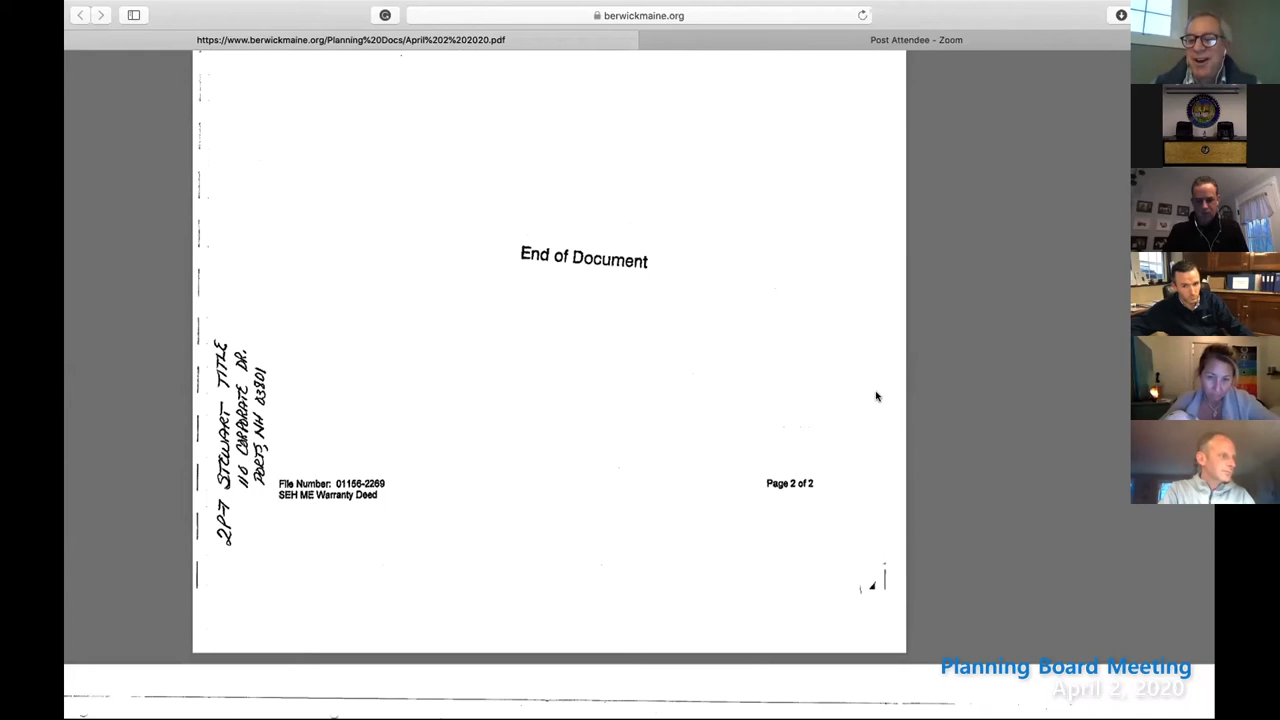 berwickmaine.org
https://www.berwickmaine.org/Planning%20Docs/April%202%202020.pdf
Post Attendee - Zoom
End of Document
2P→ STEWART TITLE
110 CORPORATE DR.
PORTS, NH 03801
File Number: 01156-2269
SEH ME Warranty Deed
Page 2 of 2
Planning Board Meeting
April 2, 2020